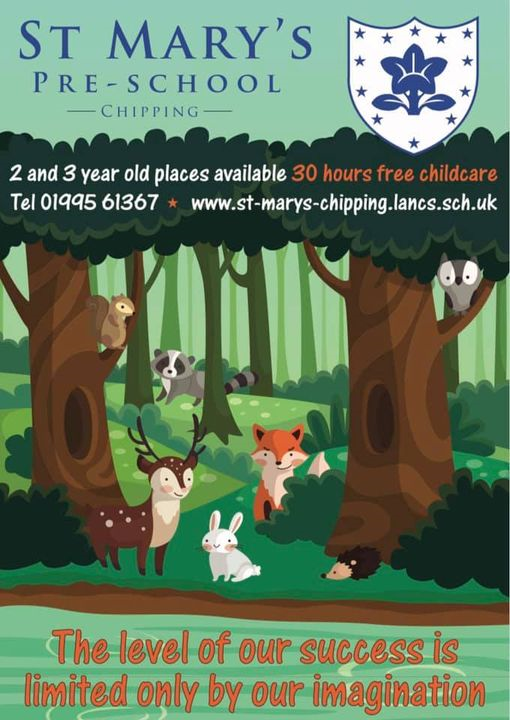 ST MARY'S
PRE-SCHOOL
CHIPPING
2 and 3 year old places available 30 hours free childcare
Tel 01995 61367 ★ www.st-marys-chipping.lancs.sch.uk
The level of our success is
limited only by our imagination